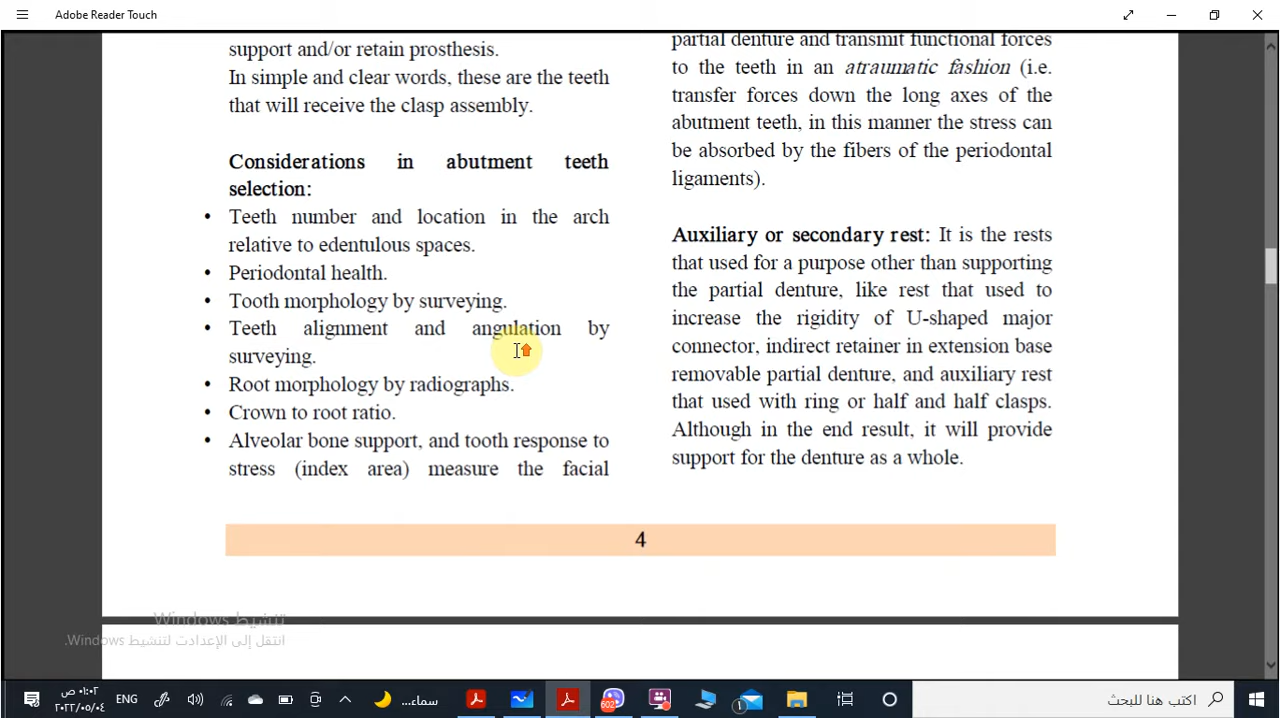 Adobe Reader Touch
support and/or retain prosthesis.
In simple and clear words, these are the teeth
that will receive the clasp assembly.
Considerations in abutment teeth
selection:
• Teeth number and location in the arch
relative to edentulous spaces.
• Periodontal health.
• Tooth morphology by surveying.
• Teeth alignment and angulation by
surveying.
• Root morphology by radiographs.
• Crown to root ratio.
• Alveolar bone support, and tooth response to
stress (index area) measure the facial
partial denture and transmit functional forces
to the teeth in an atraumatic fashion (i.e.
transfer forces down the long axes of the
abutment teeth, in this manner the stress can
be absorbed by the fibers of the periodontal
ligaments).
Auxiliary or secondary rest: It is the rests
that used for a purpose other than supporting
the partial denture, like rest that used to
increase the rigidity of U-shaped major
connector, indirect retainer in extension base
removable partial denture, and auxiliary rest
that used with ring or half and half clasps.
Although in the end result, it will provide
support for the denture as a whole.
4
تنشيط Windows
انتقل إلى الإعدادات لتنشيط Windows.
٠١:٠٢ ص
٢٠٢٢/٠٥/٠٤
ENG
سماء...
602
1
اكتب هنا للبحث